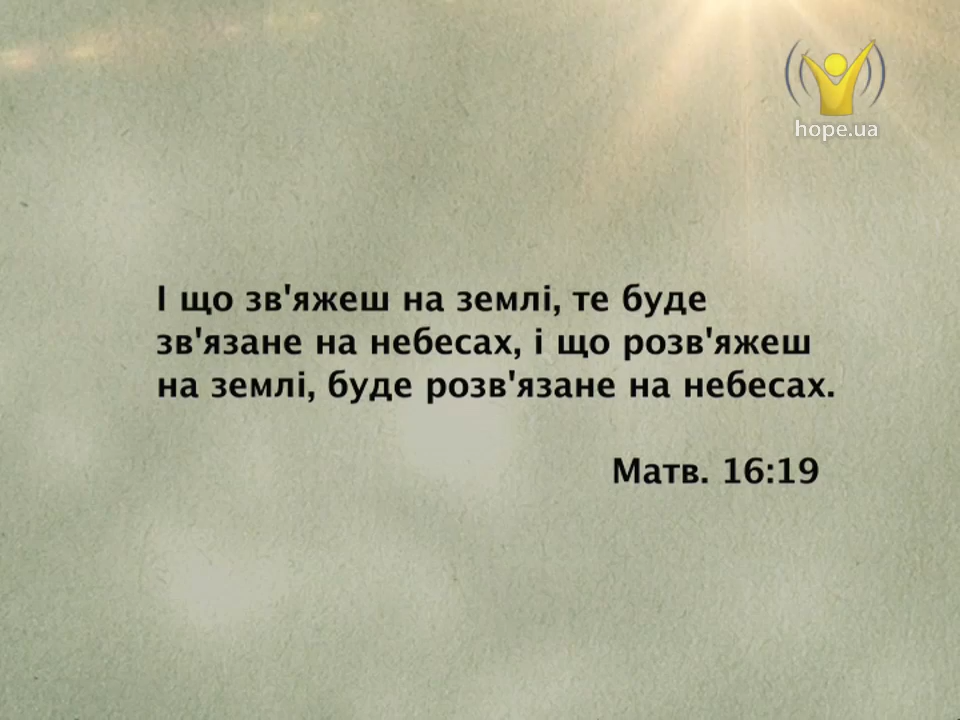 hope.ua
І що зв'яжеш на землі, те буде
зв'язане на небесах, і що розв'яжеш
на землі, буде розв'язане на небесах.
Матв. 16:19